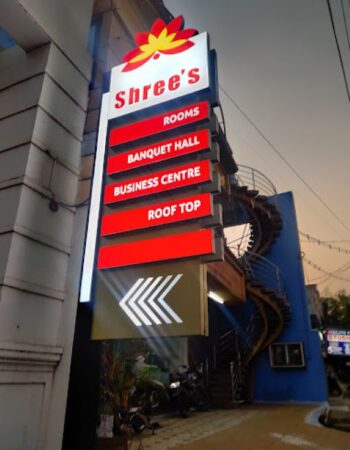 Shree's
ROOMS
BANQUET HALL
BUSINESS CENTRE
ROOF TOP